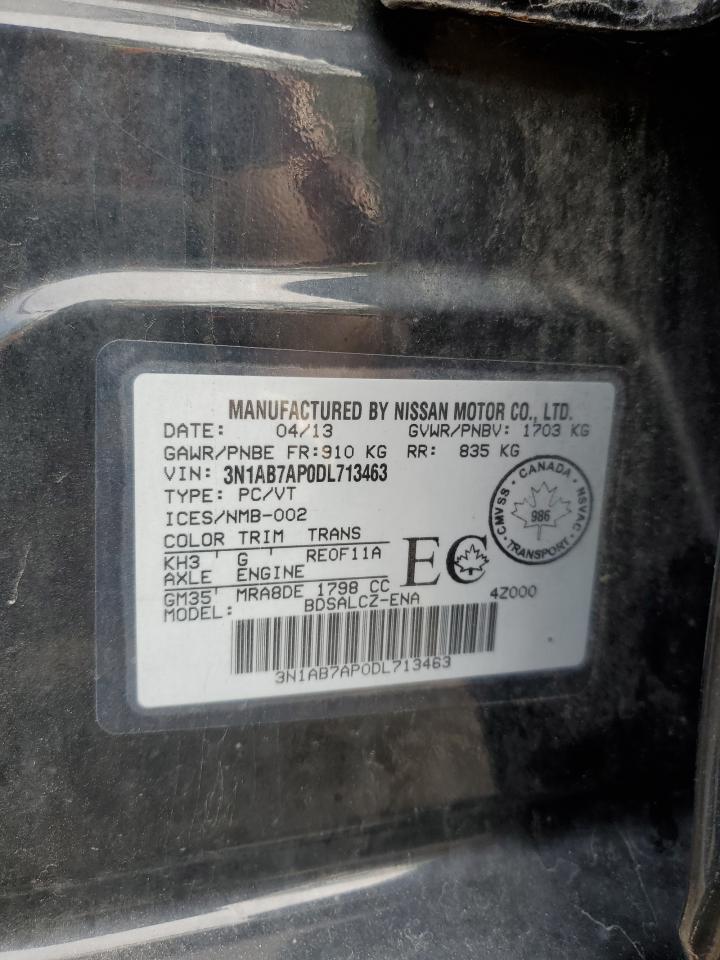 MANUFACTURED BY NISSAN MOTOR CO., LTD.
DATE: 04/13 GVWR/PNBV: 1703 KG
GAWR/PNBE FR:910 KG RR: 835 KG
VIN: 3N1AB7AP0DL713463
TYPE: PC/VT
ICES/NMB-002
COLOR TRIM TRANS
KH3 G RE0F11A
AXLE ENGINE
GM35 MRA8DE 1798 CC
MODEL: BDSALCZ-ENA
EC
4Z000
CANADA
CMVSS NSVAC
986
TRANSPORT
3N1AB7AP0DL713463